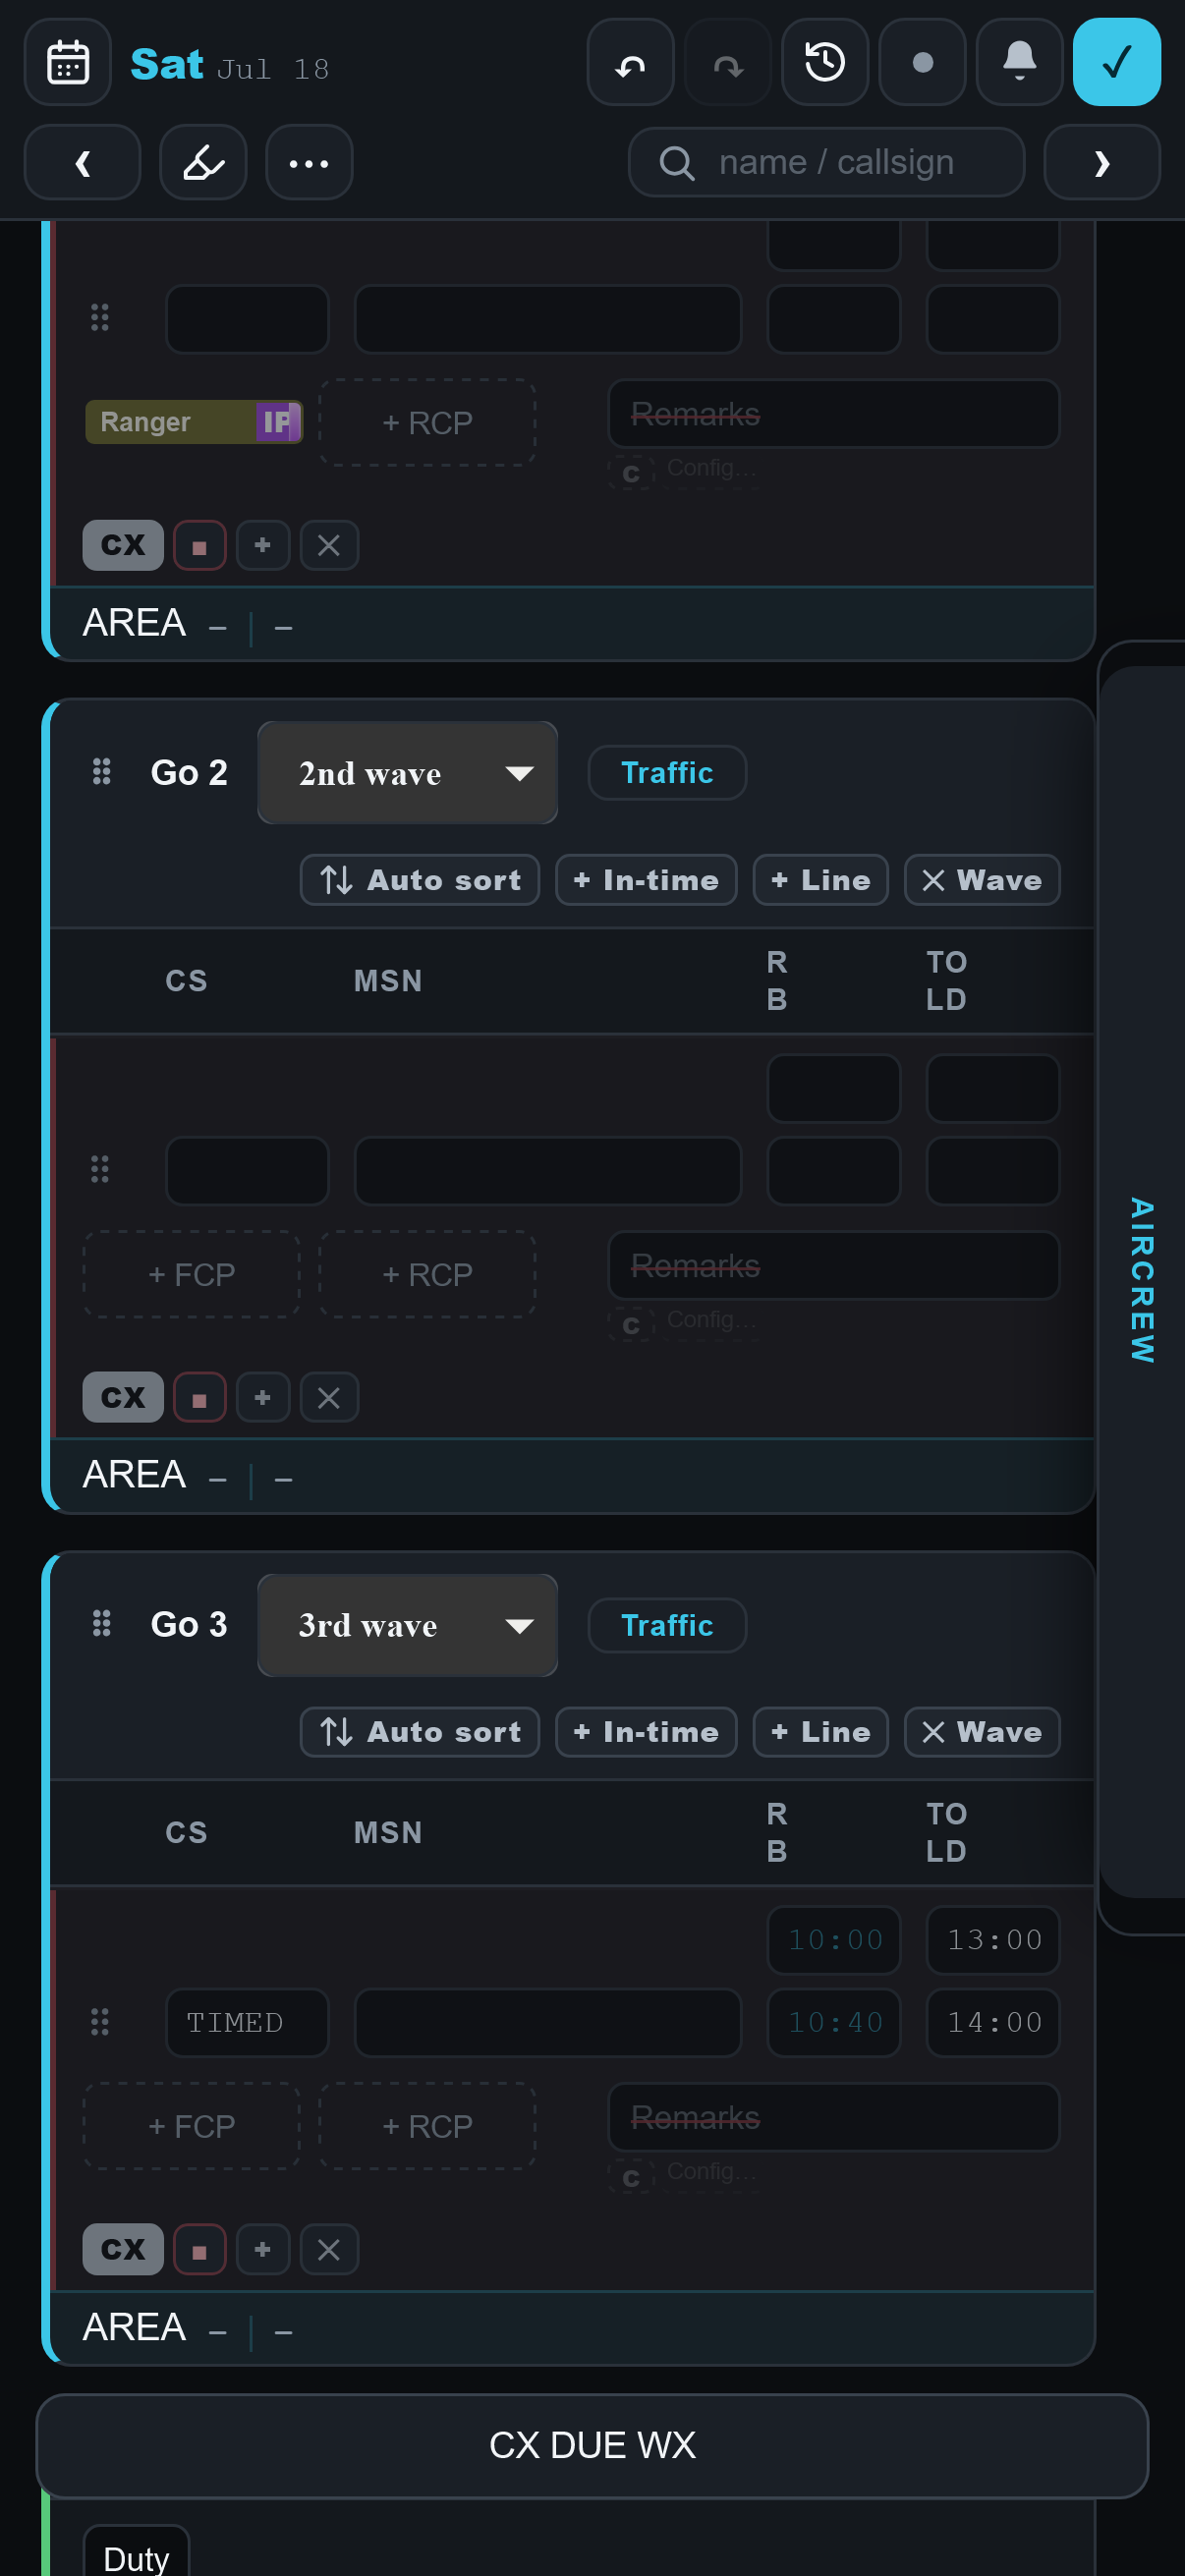 Sat Jul 18
name / callsign
Ranger IP + RCP Remarks
C Config...
CX +
AREA – | –
Go 2 2nd wave Traffic
Auto sort + In-time + Line Wave
CS MSN R TO
B LD
+ FCP + RCP Remarks
C Config...
CX +
AREA – | –
AIRCREW
Go 3 3rd wave Traffic
Auto sort + In-time + Line Wave
CS MSN R TO
B LD
10:00 13:00
TIMED 10:40 14:00
+ FCP + RCP Remarks
C Config...
CX +
AREA – | –
CX DUE WX
Duty